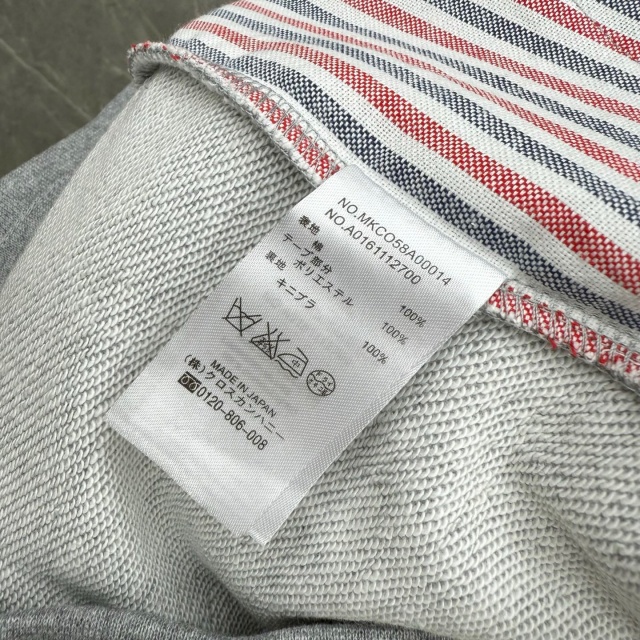 NO.MKCO58A00014
NO.A0161112700
表地 綿 100%
テープ部分
ポリエステル 100%
裏地 キュプラ 100%
MADE IN JAPAN
(株)クロスカンパニー
0120-806-008